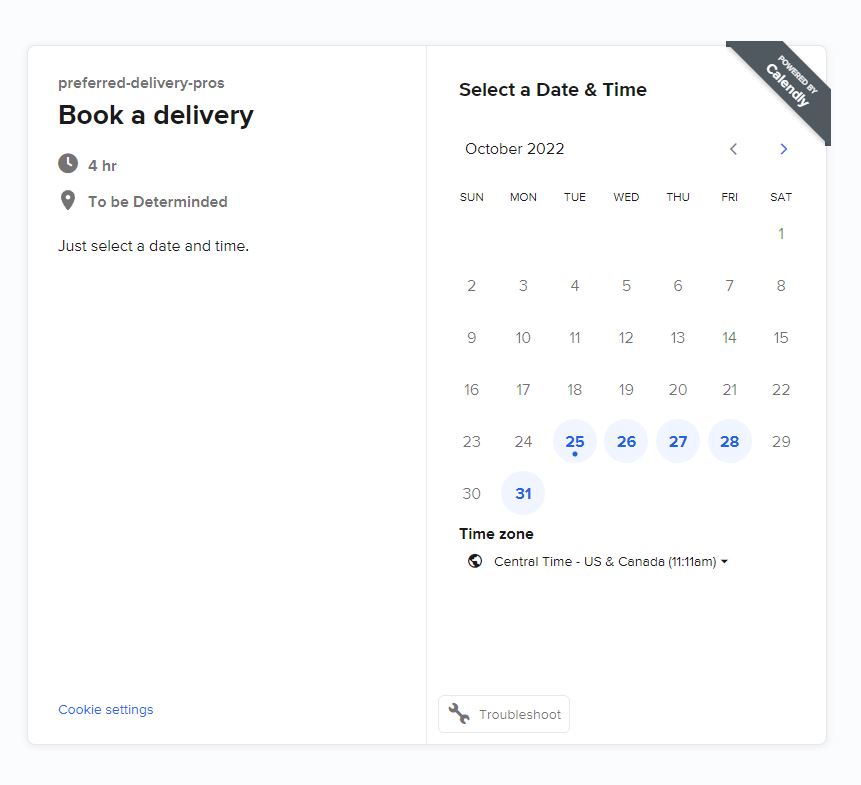 preferred-delivery-pros
Book a delivery
4 hr
To be Determinded
Just select a date and time.
Cookie settings
POWERED BY
Calendly
Select a Date & Time
October 2022
SUN MON TUE WED THU FRI SAT
1
2 3 4 5 6 7 8
9 10 11 12 13 14 15
16 17 18 19 20 21 22
23 24 25 26 27 28 29
30 31
Time zone
Central Time - US & Canada (11:11am)
Troubleshoot